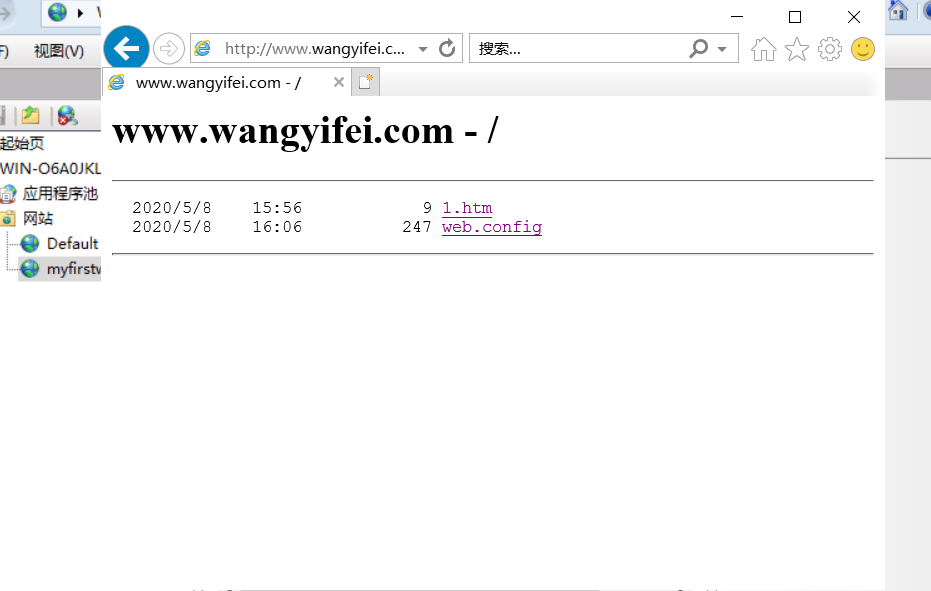 视图(V)
http://www.wangyifei.c...
搜索...
www.wangyifei.com - /
起始页
WIN-O6A0JKL
应用程序池
网站
Default
myfirstw
www.wangyifei.com - /
2020/5/8 15:56 9 1.htm
2020/5/8 16:06 247 web.config